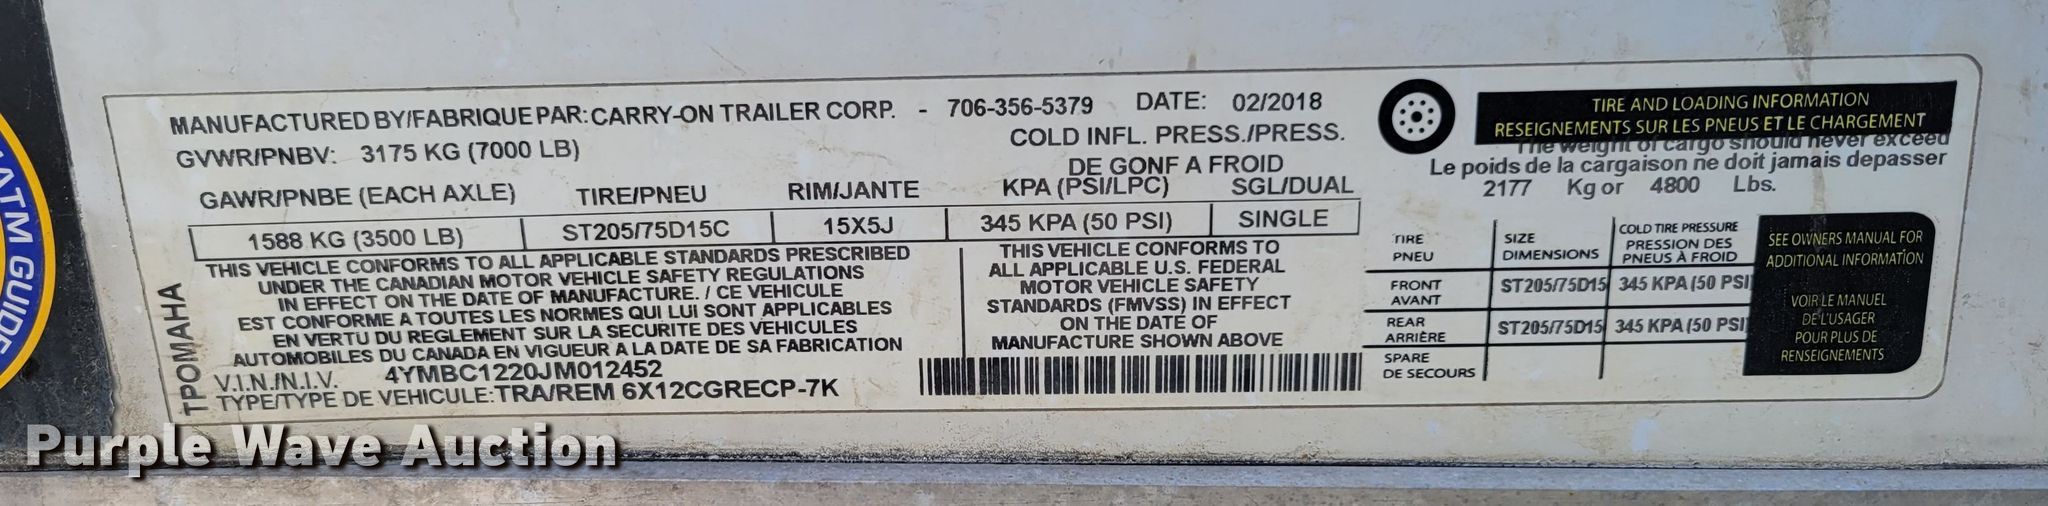 MANUFACTURED BY/FABRIQUE PAR: CARRY-ON TRAILER CORP. - 706-356-5379 DATE: 02/2018
GVWR/PNBV: 3175 KG (7000 LB)
COLD INFL. PRESS./PRESS.
DE GONF A FROID
GAWR/PNBE (EACH AXLE) TIRE/PNEU RIM/JANTE KPA (PSI/LPC) SGL/DUAL
1588 KG (3500 LB) ST205/75D15C 15X5J 345 KPA (50 PSI) SINGLE
THIS VEHICLE CONFORMS TO ALL APPLICABLE STANDARDS PRESCRIBED
UNDER THE CANADIAN MOTOR VEHICLE SAFETY REGULATIONS
IN EFFECT ON THE DATE OF MANUFACTURE. / CE VEHICULE
EST CONFORME A TOUTES LES NORMES QUI LUI SONT APPLICABLES
EN VERTU DU REGLEMENT SUR LA SECURITE DES VEHICULES
AUTOMOBILES DU CANADA EN VIGUEUR A LA DATE DE SA FABRICATION
V.I.N./N.I.V. 4YMBC1220JM012452
TYPE/TYPE DE VEHICULE: TRA/REM 6X12CGRECP-7K
TPOMAHA
THIS VEHICLE CONFORMS TO
ALL APPLICABLE U.S. FEDERAL
MOTOR VEHICLE SAFETY
STANDARDS (FMVSS) IN EFFECT
ON THE DATE OF
MANUFACTURE SHOWN ABOVE
TIRE AND LOADING INFORMATION
RESEIGNEMENTS SUR LES PNEUS ET LE CHARGEMENT
The weight of cargo should never exceed
Le poids de la cargaison ne doit jamais depasser
2177 Kg or 4800 Lbs.
TIRE
PNEU
SIZE
DIMENSIONS
COLD TIRE PRESSURE
PRESSION DES
PNEUS À FROID
FRONT
AVANT
ST205/75D15 345 KPA (50 PSI
REAR
ARRIÈRE
ST205/75D15 345 KPA (50 PSI)
SPARE
DE SECOURS
SEE OWNERS MANUAL FOR
ADDITIONAL INFORMATION
VOIR LE MANUEL
DE L'USAGER
POUR PLUS DE
RENSEIGNEMENTS
ATM GUIDE
Purple Wave Auction